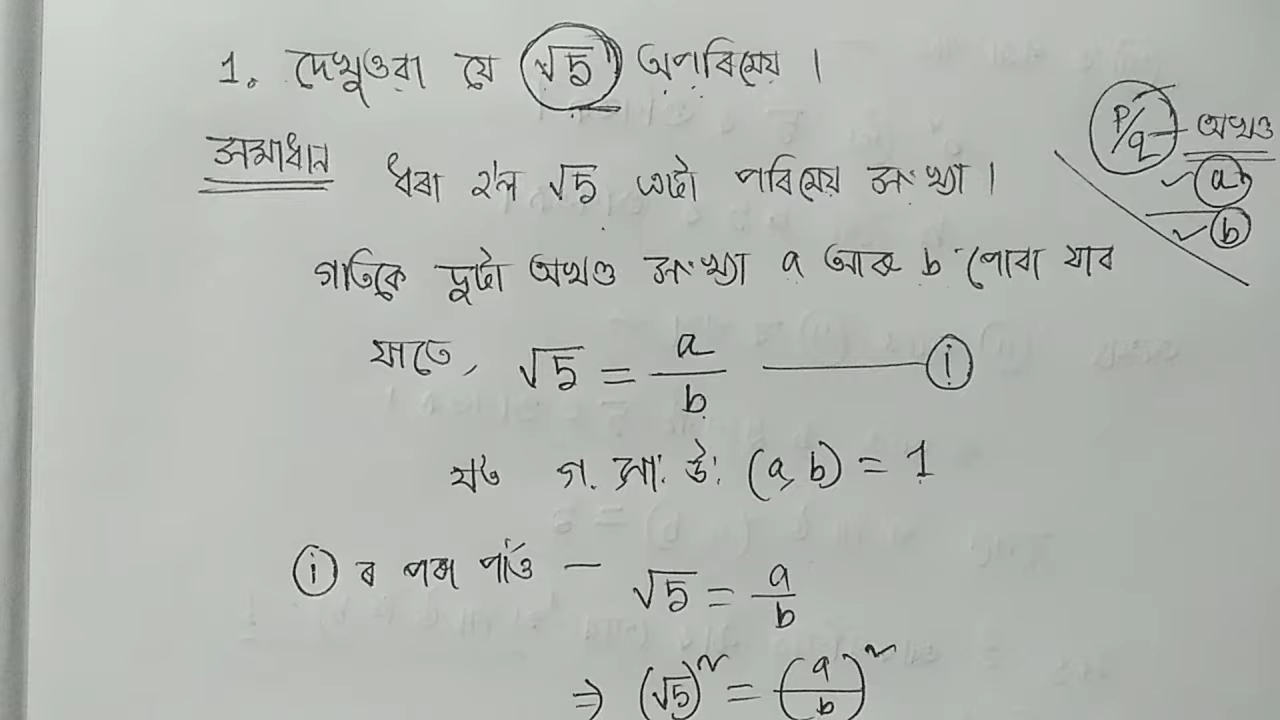 1. দেখুওৱা যে √5 অপৰিমেয় ।
সমাধান ধৰা হ'ল √5 এটা পৰিমেয় সংখ্যা ।
P/q অখণ্ড
a
b
গতিকে দুটা অখণ্ড সংখ্যা a আৰু b পোৱা যাব
যাতে, √5 = a/b ——— (i)
য'ত গ. সা. উ. (a, b) = 1
(i) ৰ পৰা পাওঁ — √5 = a/b
⇒ (√5)² = (a/b)²